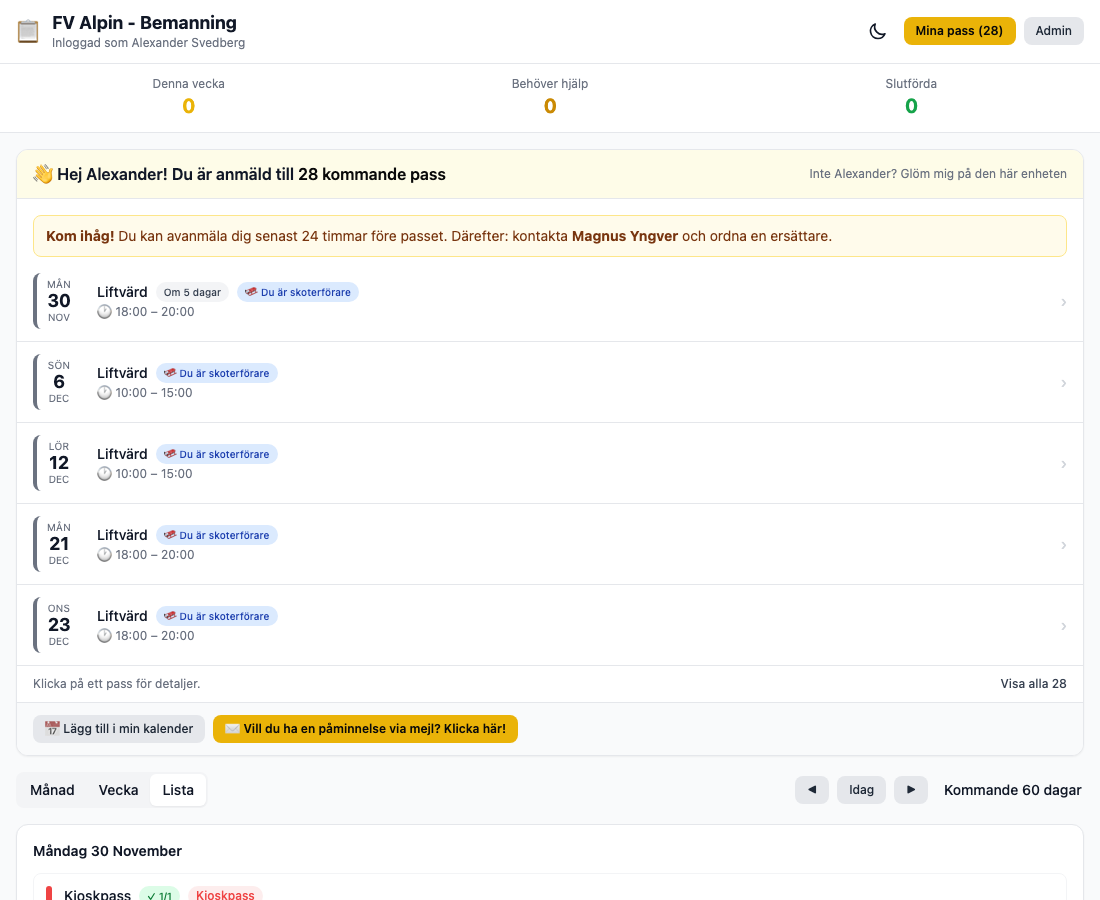 FV Alpin - Bemanning
Inloggad som Alexander Svedberg
Mina pass (28)
Admin
Denna vecka
0
Behöver hjälp
0
Slutförda
0
Hej Alexander! Du är anmäld till 28 kommande pass
Inte Alexander? Glöm mig på den här enheten
Kom ihåg! Du kan avanmäla dig senast 24 timmar före passet. Därefter: kontakta Magnus Yngver och ordna en ersättare.
MÅN
30
NOV
Liftvärd Om 5 dagar Du är skoterförare
18:00 – 20:00
SÖN
6
DEC
Liftvärd Du är skoterförare
10:00 – 15:00
LÖR
12
DEC
Liftvärd Du är skoterförare
10:00 – 15:00
MÅN
21
DEC
Liftvärd Du är skoterförare
18:00 – 20:00
ONS
23
DEC
Liftvärd Du är skoterförare
18:00 – 20:00
Klicka på ett pass för detaljer.
Visa alla 28
Lägg till i min kalender
Vill du ha en påminnelse via mejl? Klicka här!
Månad Vecka Lista
◄ Idag ► Kommande 60 dagar
Måndag 30 November
Kioskpass ✓ 1/1 Kioskpass